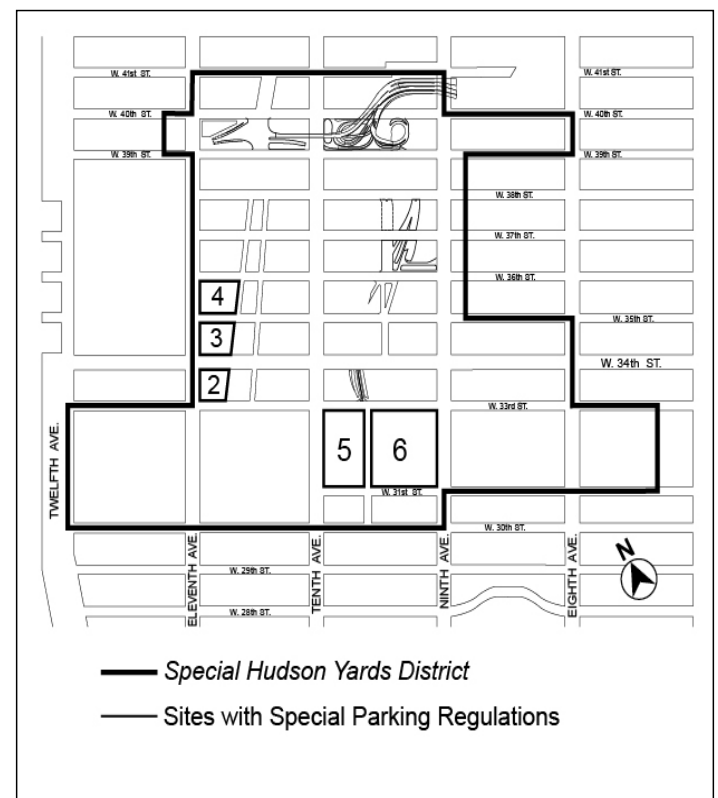 W. 41st ST.
W. 41st ST.
W. 40th ST.
W. 40th ST.
W. 39th ST.
W. 39th ST.
W. 38th ST.
W. 37th ST.
W. 36th ST.
4
W. 35th ST.
3
W. 34th ST.
2
W. 33rd ST.
5
6
TWELFTH AVE.
W. 31st ST.
W. 30th ST.
ELEVENTH AVE.
TENTH AVE.
NINTH AVE.
EIGHTH AVE.
N
W. 29th ST.
W. 28th ST.
Special Hudson Yards District
Sites with Special Parking Regulations